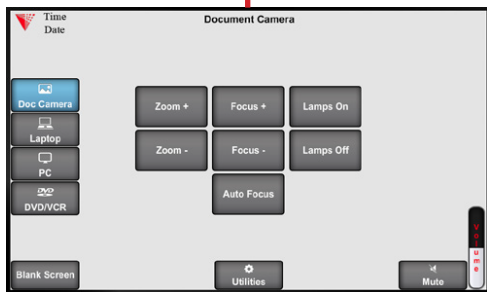 Time
Date
Document Camera
Doc Camera
Laptop
PC
DVD
DVD/VCR
Zoom +
Focus +
Lamps On
Zoom -
Focus -
Lamps Off
Auto Focus
Volume
Blank Screen
Utilities
Mute